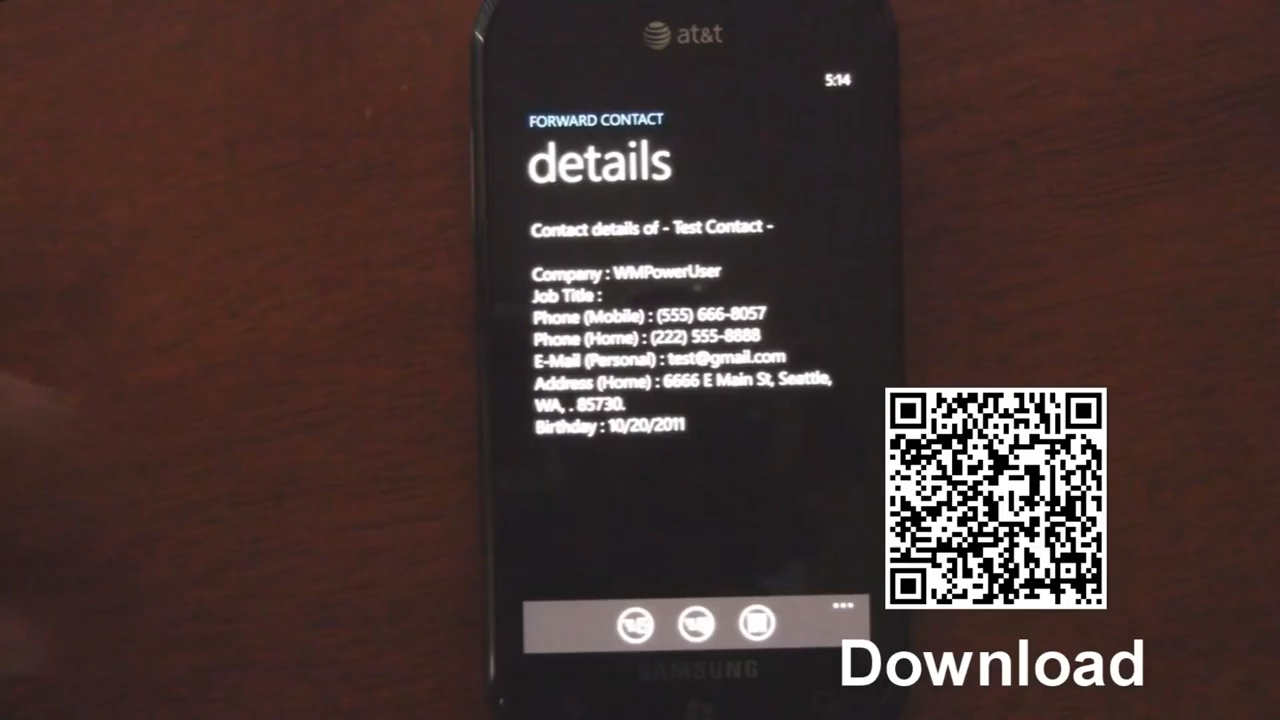 at&t
5:14
FORWARD CONTACT
details
Contact details of - Test Contact -
Company : WMPowerUser
Job Title :
Phone (Mobile) : (555) 666-8057
Phone (Home) : (222) 555-8888
E-Mail (Personal) : test@gmail.com
Address (Home) : 6666 E Main St, Seattle,
WA, . 85730.
Birthday : 10/20/2011
SAMSUNG
Download